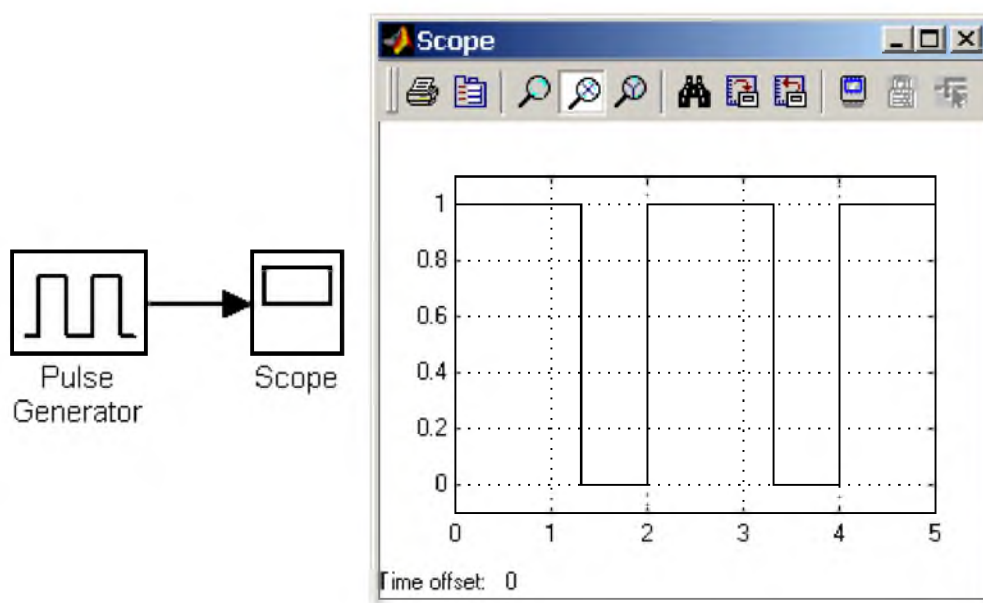 Scope
1
0.8
0.6
0.4
0.2
0
0 1 2 3 4 5
Time offset: 0
Pulse
Generator
Scope